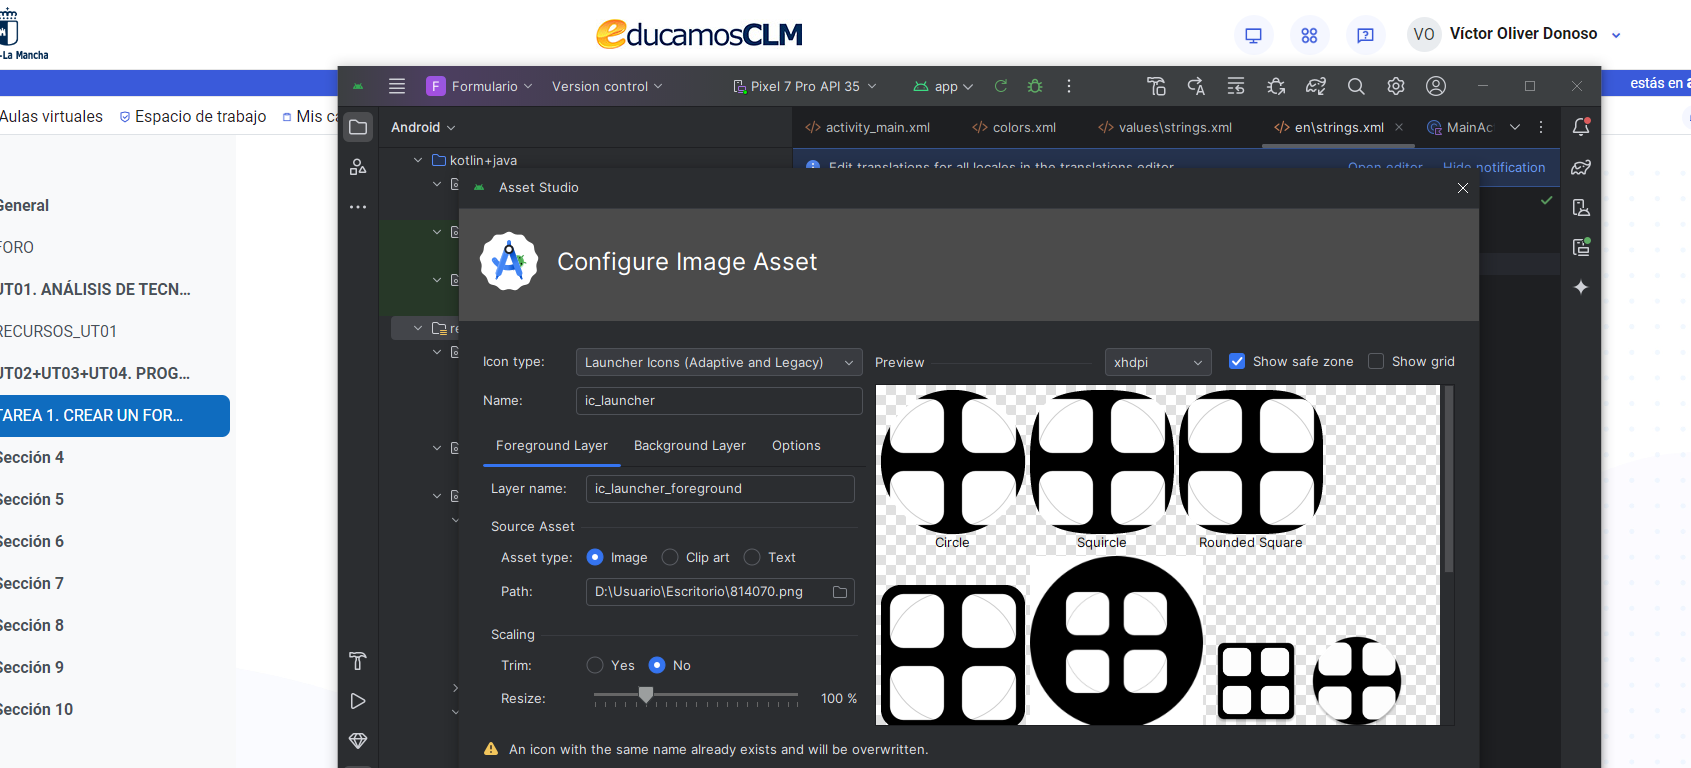 -La Mancha
educamosCLM
VO
Víctor Oliver Donoso
estás en
Aulas virtuales
Espacio de trabajo
Mis ca
General
FORO
UT01. ANÁLISIS DE TECN...
RECURSOS_UT01
UT02+UT03+UT04. PROG...
TAREA 1. CREAR UN FOR...
Sección 4
Sección 5
Sección 6
Sección 7
Sección 8
Sección 9
Sección 10
F
Formulario
Version control
Pixel 7 Pro API 35
app
Android
activity_main.xml
colors.xml
values\strings.xml
en\strings.xml
MainAc
kotlin+java
Edit translations for all locales in the translations editor.
Open editor
Hide notification
re
Asset Studio
Configure Image Asset
Icon type:
Launcher Icons (Adaptive and Legacy)
Name:
ic_launcher
Foreground Layer
Background Layer
Options
Layer name:
ic_launcher_foreground
Source Asset
Asset type:
Image
Clip art
Text
Path:
D:\Usuario\Escritorio\814070.png
Scaling
Trim:
Yes
No
Resize:
100 %
Preview
xhdpi
Show safe zone
Show grid
Circle
Squircle
Rounded Square
An icon with the same name already exists and will be overwritten.